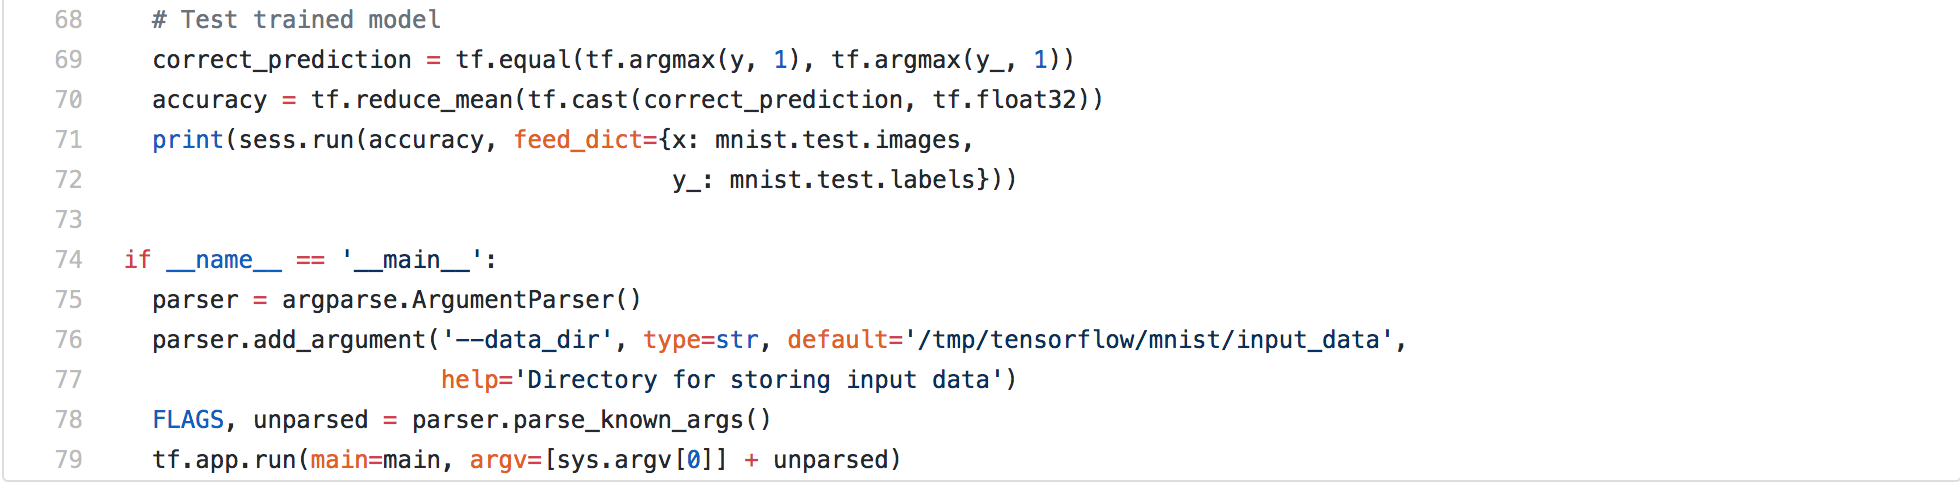 68 # Test trained model
69 correct_prediction = tf.equal(tf.argmax(y, 1), tf.argmax(y_, 1))
70 accuracy = tf.reduce_mean(tf.cast(correct_prediction, tf.float32))
71 print(sess.run(accuracy, feed_dict={x: mnist.test.images,
72 y_: mnist.test.labels}))
73
74 if __name__ == '__main__':
75 parser = argparse.ArgumentParser()
76 parser.add_argument('--data_dir', type=str, default='/tmp/tensorflow/mnist/input_data',
77 help='Directory for storing input data')
78 FLAGS, unparsed = parser.parse_known_args()
79 tf.app.run(main=main, argv=[sys.argv[0]] + unparsed)